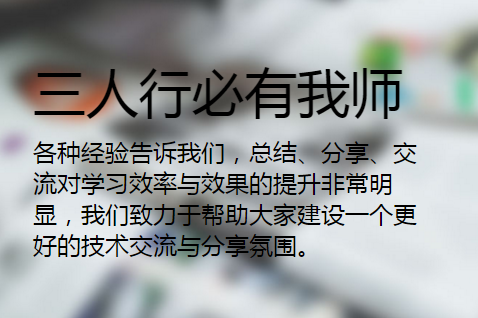 三人行必有我师
各种经验告诉我们，总结、分享、交
流对学习效率与效果的提升非常明
显，我们致力于帮助大家建设一个更
好的技术交流与分享氛围。